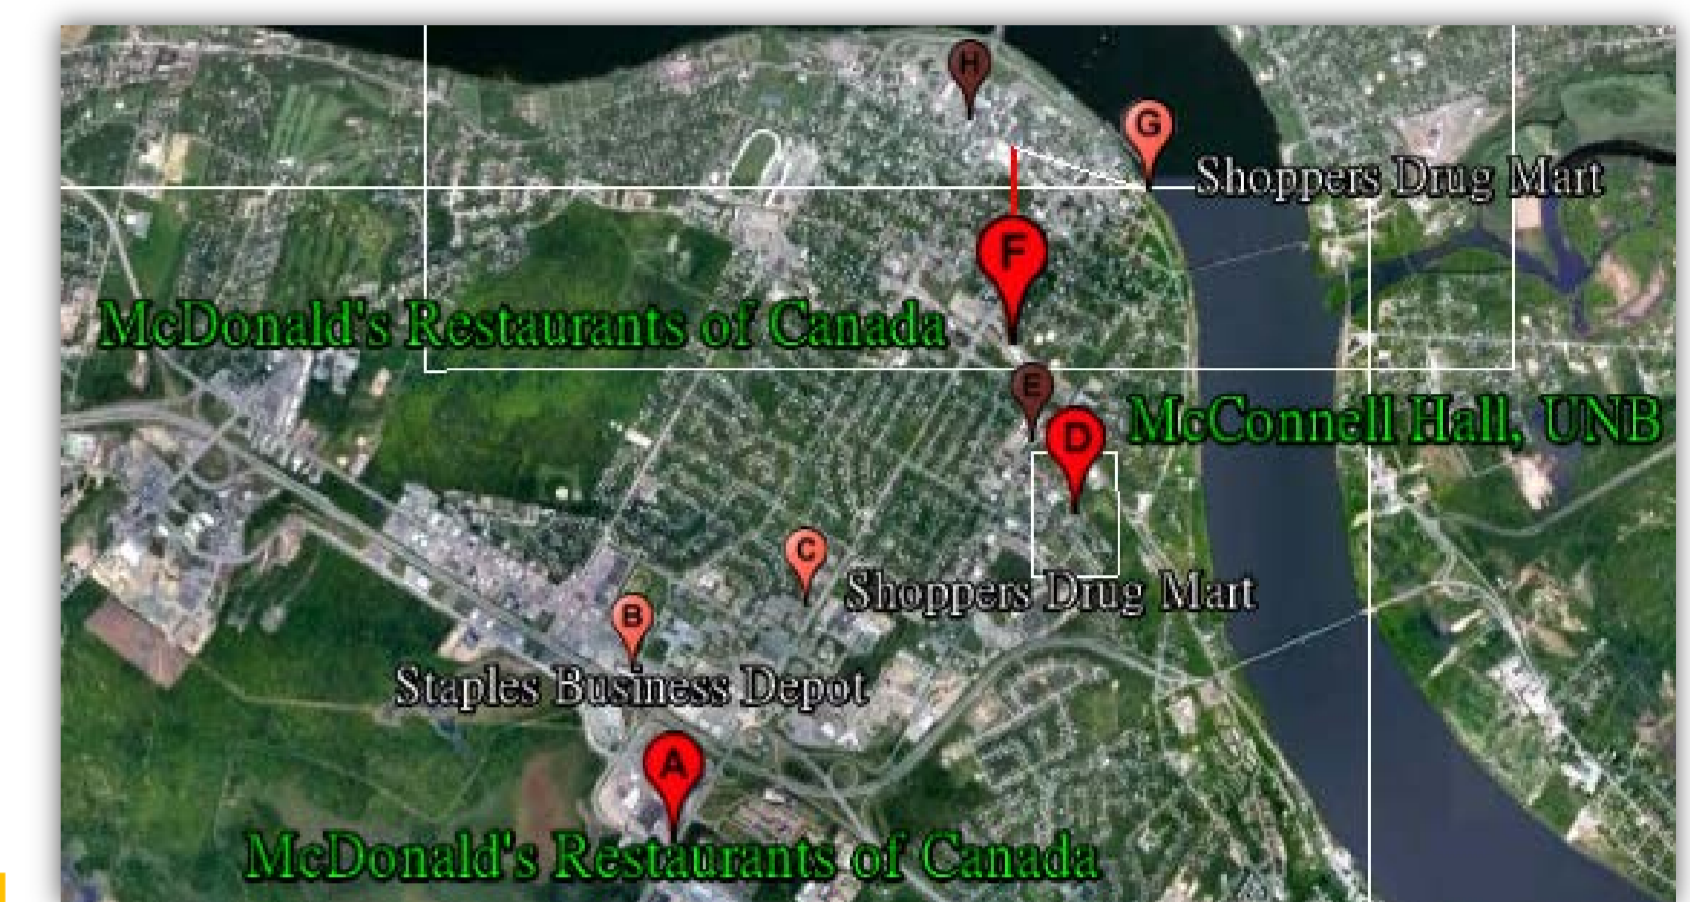 H
G
Shoppers Drug Mart
F
McDonald's Restaurants of Canada
E
D
McConnell Hall, UNB
C
Shoppers Drug Mart
B
Staples Business Depot
A
McDonald's Restaurants of Canada